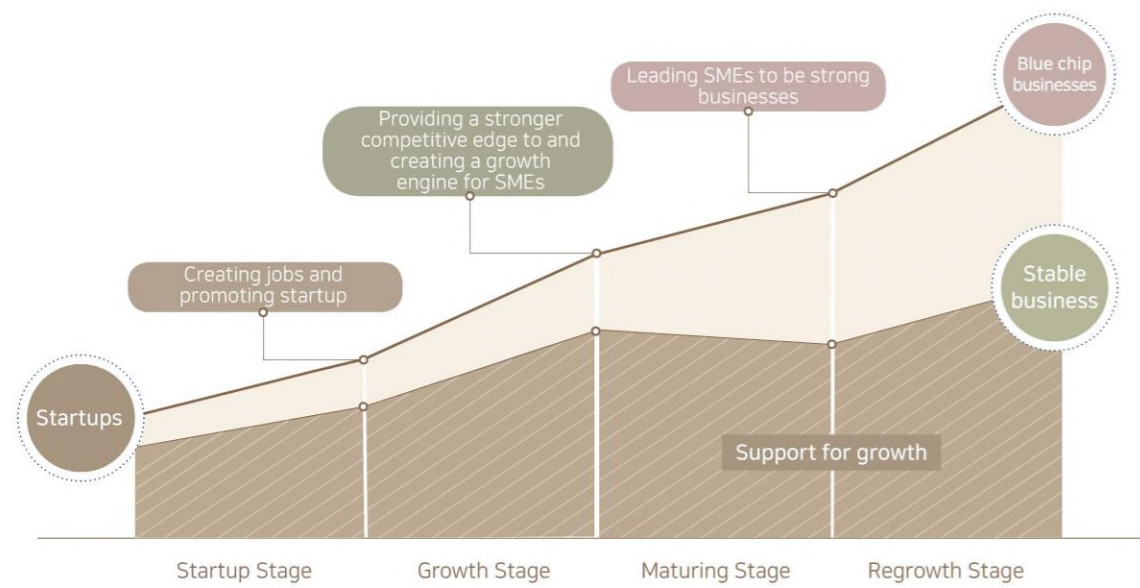 Blue chip
businesses
Leading SMEs to be strong
businesses
Providing a stronger
competitive edge to and
creating a growth
engine for SMEs
Creating jobs and
promoting startup
Stable
business
Startups
Support for growth
Startup Stage
Growth Stage
Maturing Stage
Regrowth Stage